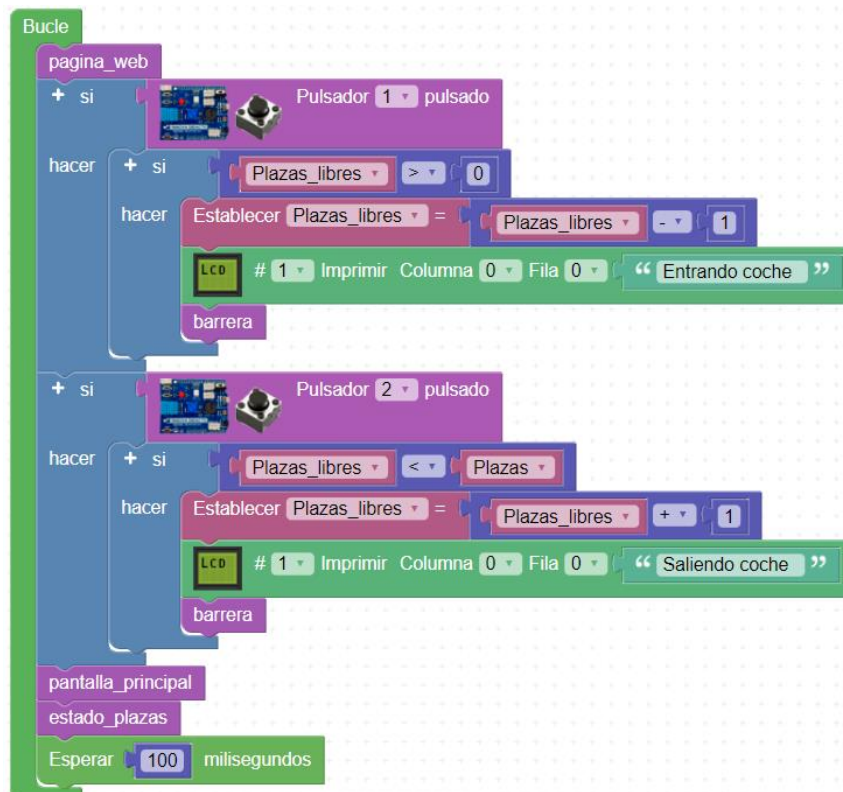 Bucle
pagina_web
+ si Pulsador 1 pulsado
hacer + si Plazas_libres > 0
hacer Establecer Plazas_libres = Plazas_libres - 1
LCD # 1 Imprimir Columna 0 Fila 0 “ Entrando coche ”
barrera
+ si Pulsador 2 pulsado
hacer + si Plazas_libres < Plazas
hacer Establecer Plazas_libres = Plazas_libres + 1
LCD # 1 Imprimir Columna 0 Fila 0 “ Saliendo coche ”
barrera
pantalla_principal
estado_plazas
Esperar 100 milisegundos